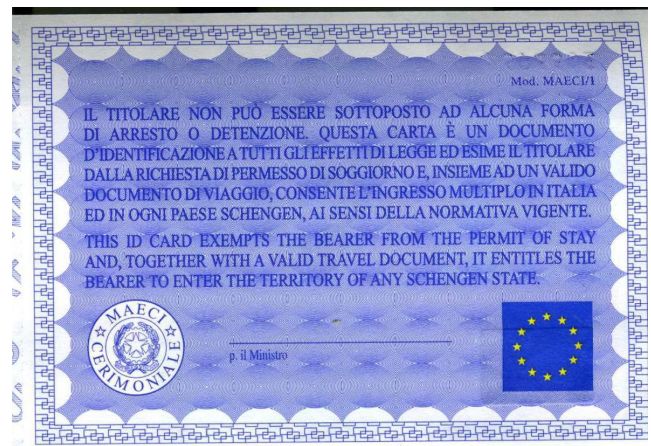 Mod. MAECI/1
IL TITOLARE NON PUÒ ESSERE SOTTOPOSTO AD ALCUNA FORMA
DI ARRESTO O DETENZIONE. QUESTA CARTA È UN DOCUMENTO
D'IDENTIFICAZIONE A TUTTI GLI EFFETTI DI LEGGE ED ESIME IL TITOLARE
DALLA RICHIESTA DI PERMESSO DI SOGGIORNO E, INSIEME AD UN VALIDO
DOCUMENTO DI VIAGGIO, CONSENTE L'INGRESSO MULTIPLO IN ITALIA
ED IN OGNI PAESE SCHENGEN, AI SENSI DELLA NORMATIVA VIGENTE.
THIS ID CARD EXEMPTS THE BEARER FROM THE PERMIT OF STAY
AND, TOGETHER WITH A VALID TRAVEL DOCUMENT, IT ENTITLES THE
BEARER TO ENTER THE TERRITORY OF ANY SCHENGEN STATE.
MAECI
CERIMONIALE
p. il Ministro